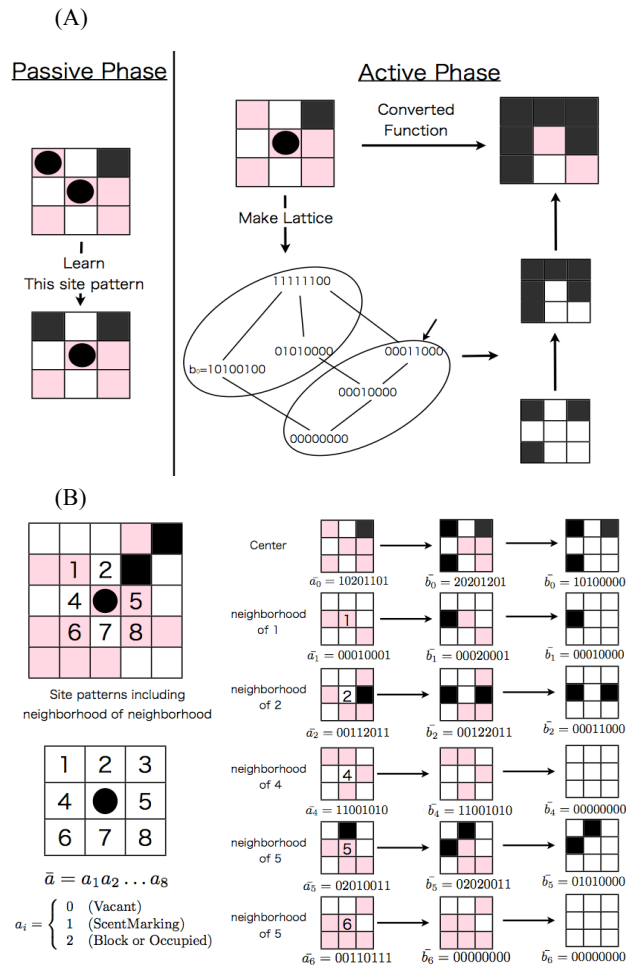 (A)
Passive Phase
Active Phase
Converted
Function
Learn
This site pattern
Make Lattice
11111100
01010000
00011000
b₀=10100100
00010000
00000000
(B)
1 2
4 5
6 7 8
Site patterns including
neighborhood of neighborhood
1 2 3
4 5
6 7 8
ā = a₁a₂ … a₈
aᵢ = { 0 (Vacant)
1 (ScentMarking)
2 (Block or Occupied)
Center
ā₀ = 10201101 b̄₀ = 20201201 b̄₀ = 10100000
neighborhood
of 1
1
ā₁ = 00010001 b̄₁ = 00020001 b̄₁ = 00010000
neighborhood
of 2
2
ā₂ = 00112011 b̄₂ = 00122011 b̄₂ = 00011000
neighborhood
of 4
4
ā₄ = 11001010 b̄₄ = 11001010 b̄₄ = 00000000
neighborhood
of 5
5
ā₅ = 02010011 b̄₅ = 02020011 b̄₅ = 01010000
neighborhood
of 5
6
ā₆ = 00110111 b̄₆ = 00000000 b̄₆ = 00000000